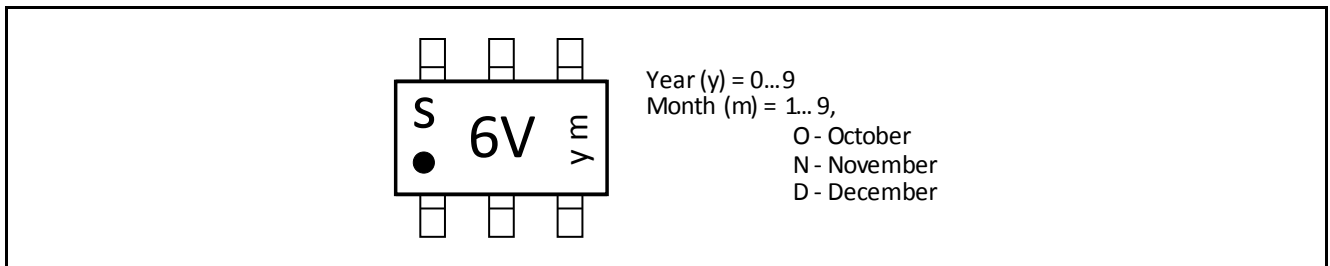 S
6V
y m
Year (y) = 0...9
Month (m) = 1... 9,
O - October
N - November
D - December